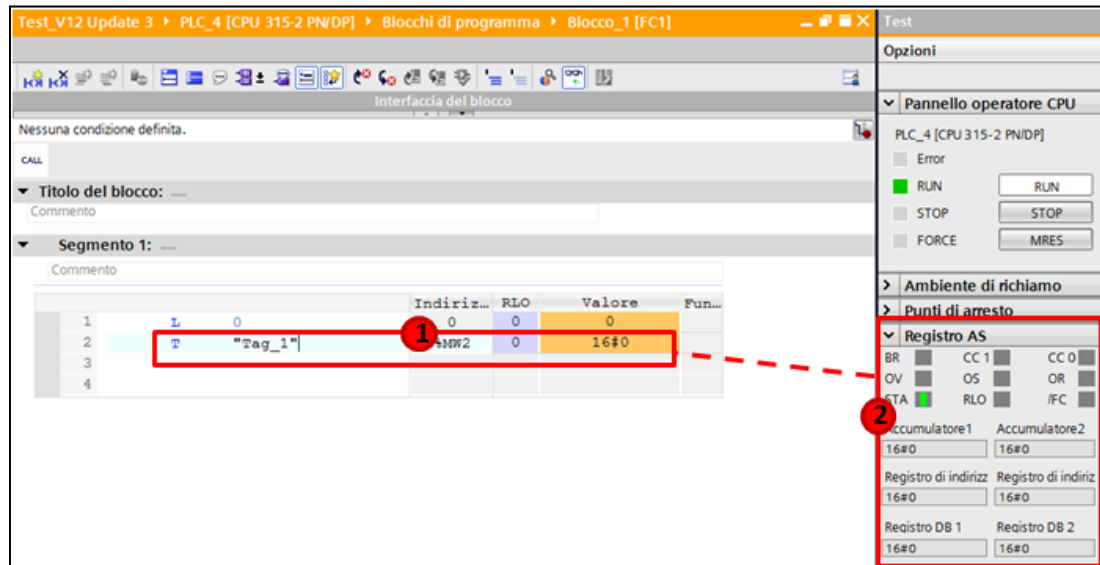 Test_V12 Update 3 ▸ PLC_4 [CPU 315-2 PN/DP] ▸ Blocchi di programma ▸ Blocco_1 [FC1]
Interfaccia del blocco
Nessuna condizione definita.
CALL
Titolo del blocco: .....
Commento
Segmento 1: .....
Commento
Indiriz... RLO Valore Fun...
1 L 0 0 0 0
2 T "Tag_1" %MW2 0 16#0
3
4
1
Test
Opzioni
Pannello operatore CPU
PLC_4 [CPU 315-2 PN/DP]
Error
RUN RUN
STOP STOP
FORCE MRES
Ambiente di richiamo
Punti di arresto
Registro AS
BR CC 1 CC 0
OV OS OR
STA RLO /FC
2
Accumulatore1 Accumulatore2
16#0 16#0
Registro di indirizz Registro di indiriz
16#0 16#0
Registro DB 1 Registro DB 2
16#0 16#0